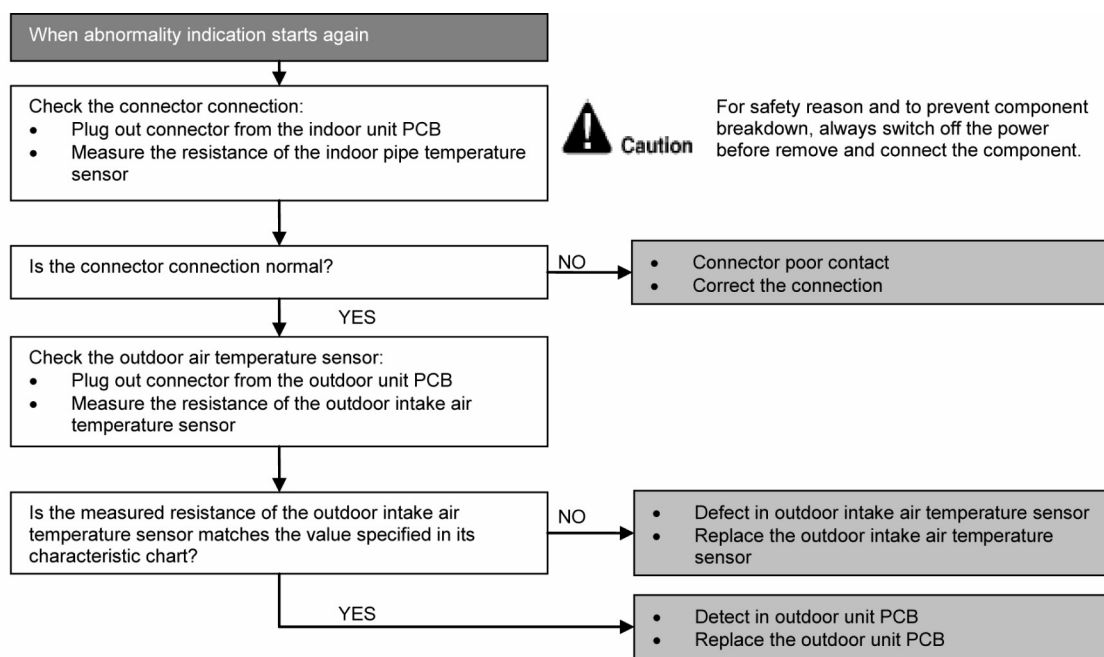 When abnormality indication starts again
Check the connector connection:
• Plug out connector from the indoor unit PCB
• Measure the resistance of the indoor pipe temperature
sensor
Caution
For safety reason and to prevent component
breakdown, always switch off the power
before remove and connect the component.
Is the connector connection normal?
NO
• Connector poor contact
• Correct the connection
YES
Check the outdoor air temperature sensor:
• Plug out connector from the outdoor unit PCB
• Measure the resistance of the outdoor intake air
temperature sensor
Is the measured resistance of the outdoor intake air
temperature sensor matches the value specified in its
characteristic chart?
NO
• Defect in outdoor intake air temperature sensor
• Replace the outdoor intake air temperature
sensor
YES
• Detect in outdoor unit PCB
• Replace the outdoor unit PCB